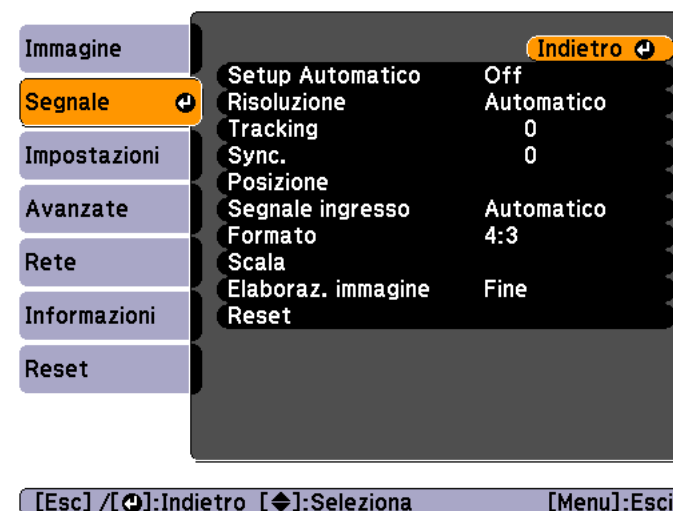 Immagine
Segnale
Impostazioni
Avanzate
Rete
Informazioni
Reset
Indietro
Setup Automatico Off
Risoluzione Automatico
Tracking 0
Sync. 0
Posizione
Segnale ingresso Automatico
Formato 4:3
Scala
Elaboraz. immagine Fine
Reset
[Esc] /[⏎]:Indietro [◆]:Seleziona [Menu]:Esci